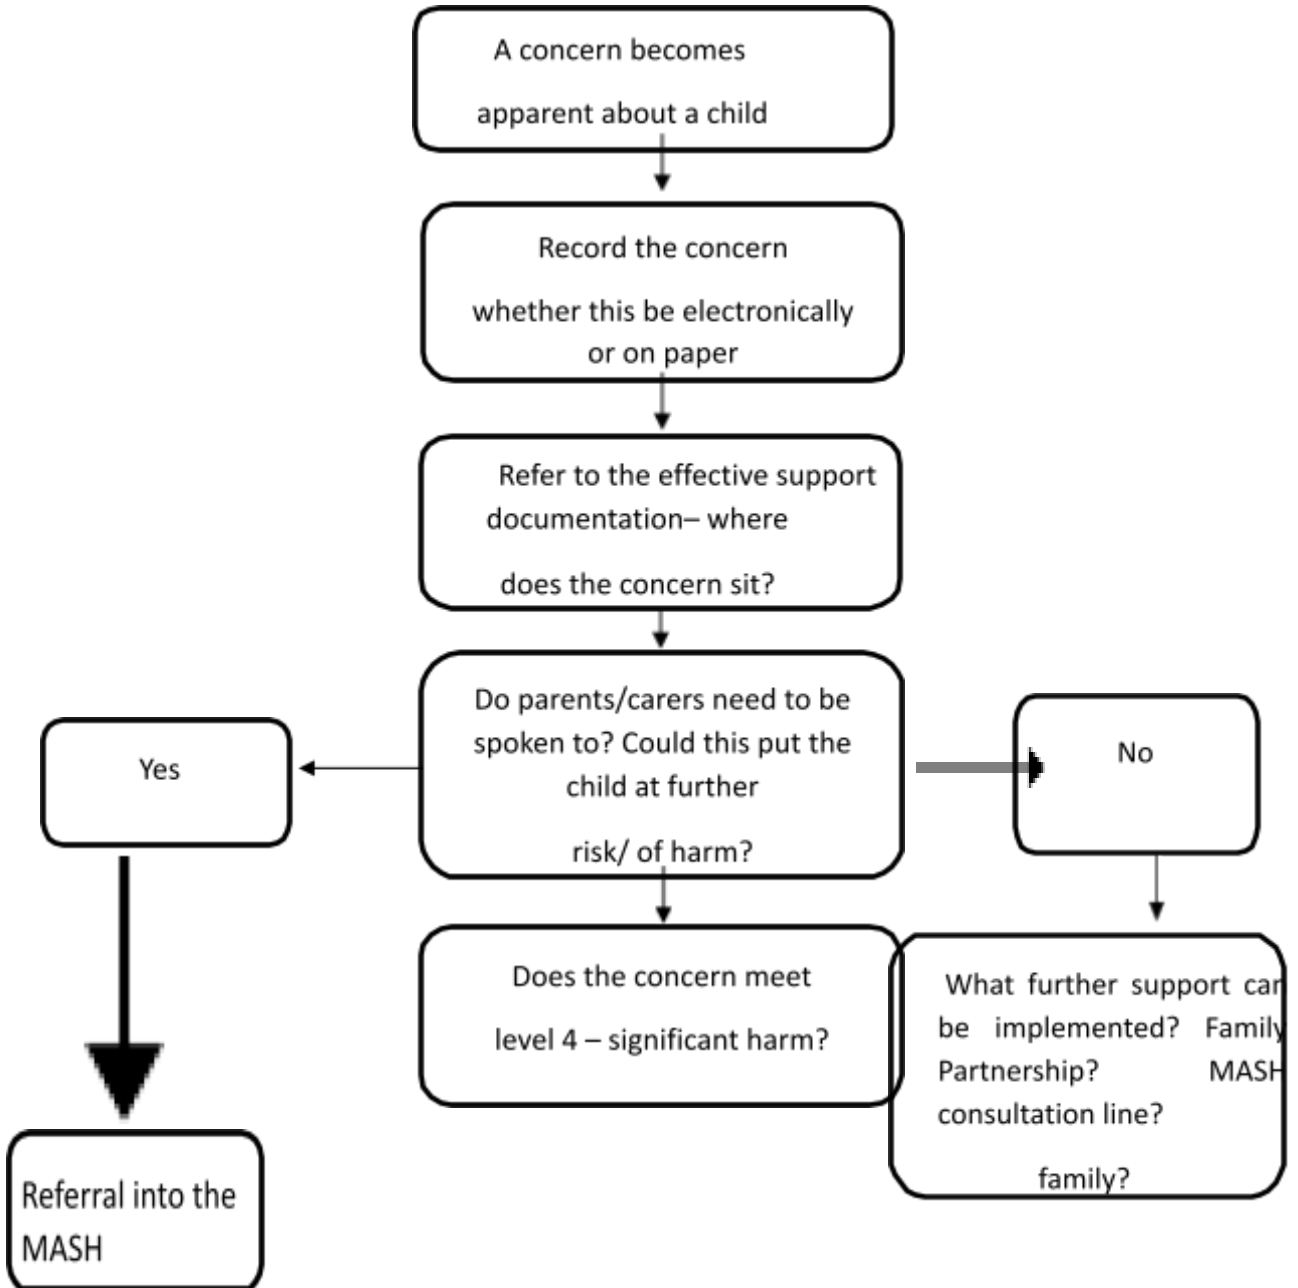 A concern becomes
apparent about a child
Record the concern
whether this be electronically
or on paper
Refer to the effective support
documentation– where
does the concern sit?
Do parents/carers need to be
spoken to? Could this put the
child at further
risk/ of harm?
Yes
No
Does the concern meet
level 4 – significant harm?
What further support can
be implemented? Family
Partnership? MASH
consultation line?
family?
Referral into the
MASH